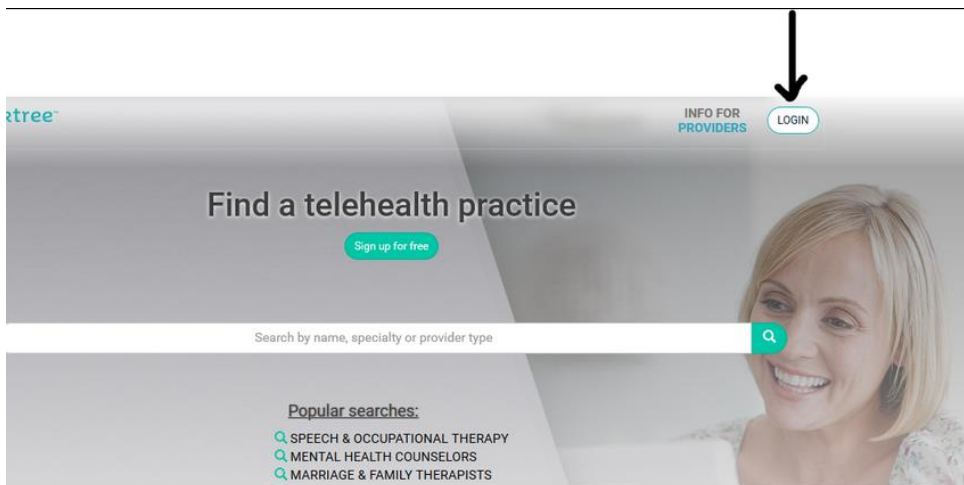 INFO FOR
PROVIDERS
LOGIN
Find a telehealth practice
Sign up for free
Search by name, specialty or provider type
Popular searches:
SPEECH & OCCUPATIONAL THERAPY
MENTAL HEALTH COUNSELORS
MARRIAGE & FAMILY THERAPISTS